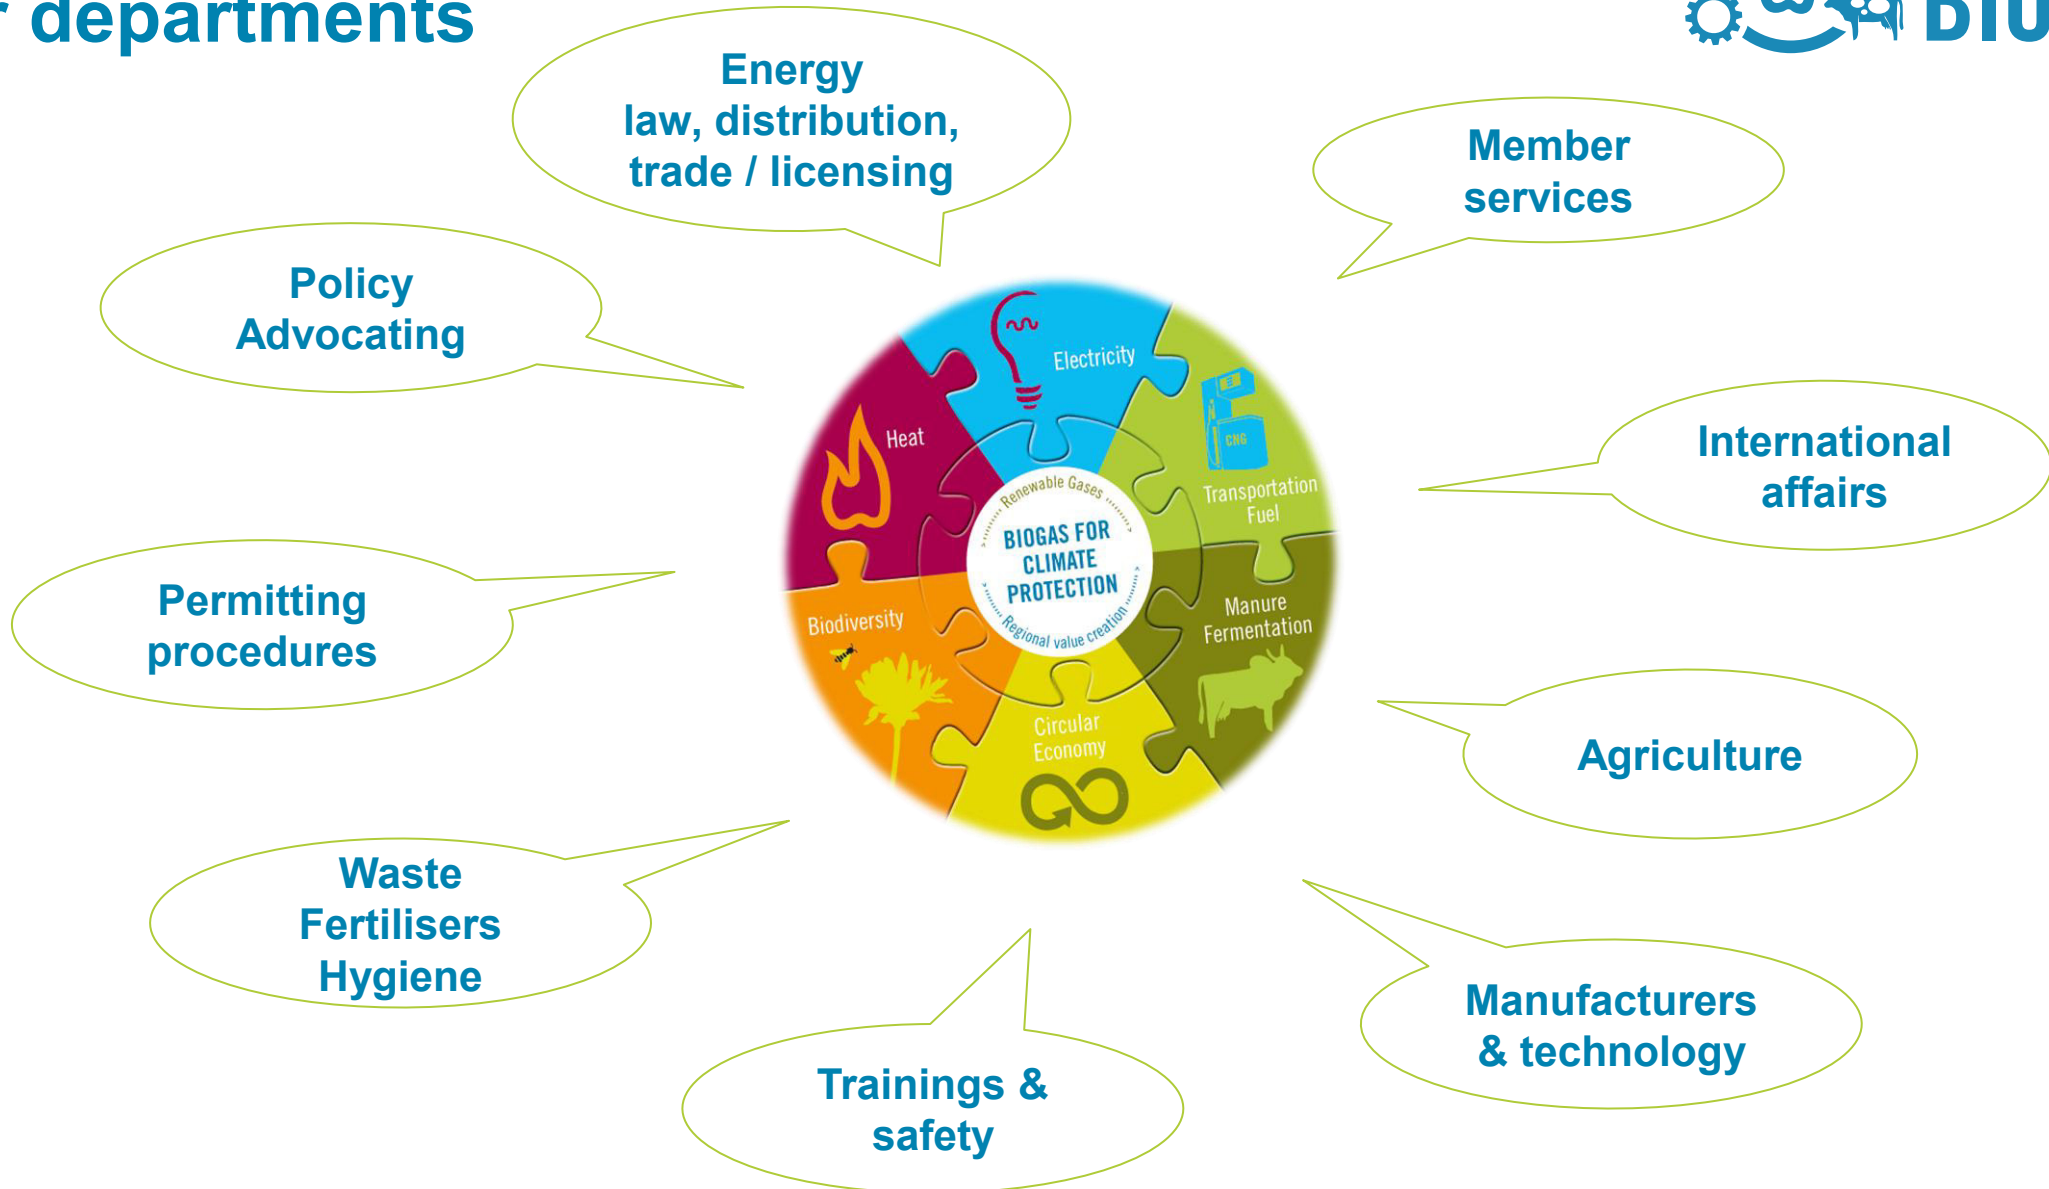 departments
Energy
law, distribution,
trade / licensing
Member
services
Policy
Advocating
International
affairs
Permitting
procedures
Agriculture
Waste
Fertilisers
Hygiene
Manufacturers
& technology
Trainings &
safety
Electricity
Heat
CNG
Transportation
Fuel
Renewable Gases
BIOGAS FOR
CLIMATE
PROTECTION
Regional value creation
Biodiversity
Manure
Fermentation
Circular
Economy